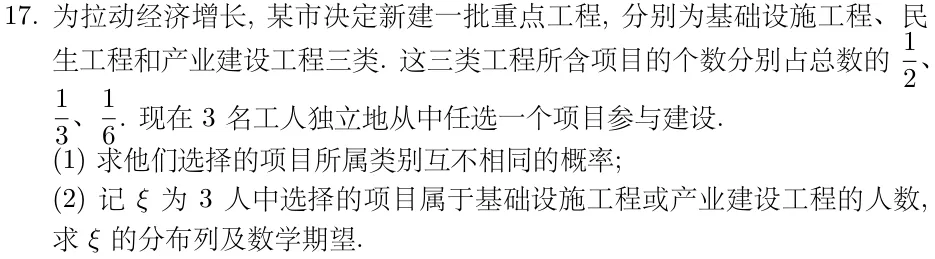 17. 为拉动经济增长, 某市决定新建一批重点工程, 分别为基础设施工程、民
生工程和产业建设工程三类. 这三类工程所含项目的个数分别占总数的 1/2、
1/3、1/6. 现在 3 名工人独立地从中任选一个项目参与建设.
(1) 求他们选择的项目所属类别互不相同的概率;
(2) 记 ξ 为 3 人中选择的项目属于基础设施工程或产业建设工程的人数,
求 ξ 的分布列及数学期望.